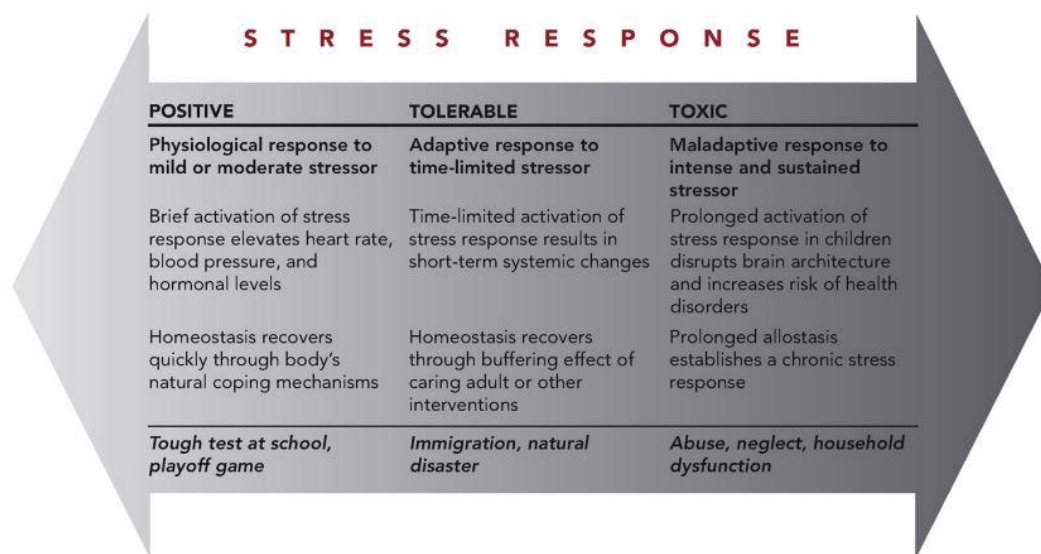 STRESS RESPONSE
POSITIVE
Physiological response to
mild or moderate stressor
Brief activation of stress
response elevates heart rate,
blood pressure, and
hormonal levels
Homeostasis recovers
quickly through body's
natural coping mechanisms
Tough test at school,
playoff game
TOLERABLE
Adaptive response to
time-limited stressor
Time-limited activation of
stress response results in
short-term systemic changes
Homeostasis recovers
through buffering effect of
caring adult or other
interventions
Immigration, natural
disaster
TOXIC
Maladaptive response to
intense and sustained
stressor
Prolonged activation of
stress response in children
disrupts brain architecture
and increases risk of health
disorders
Prolonged allostasis
establishes a chronic stress
response
Abuse, neglect, household
dysfunction